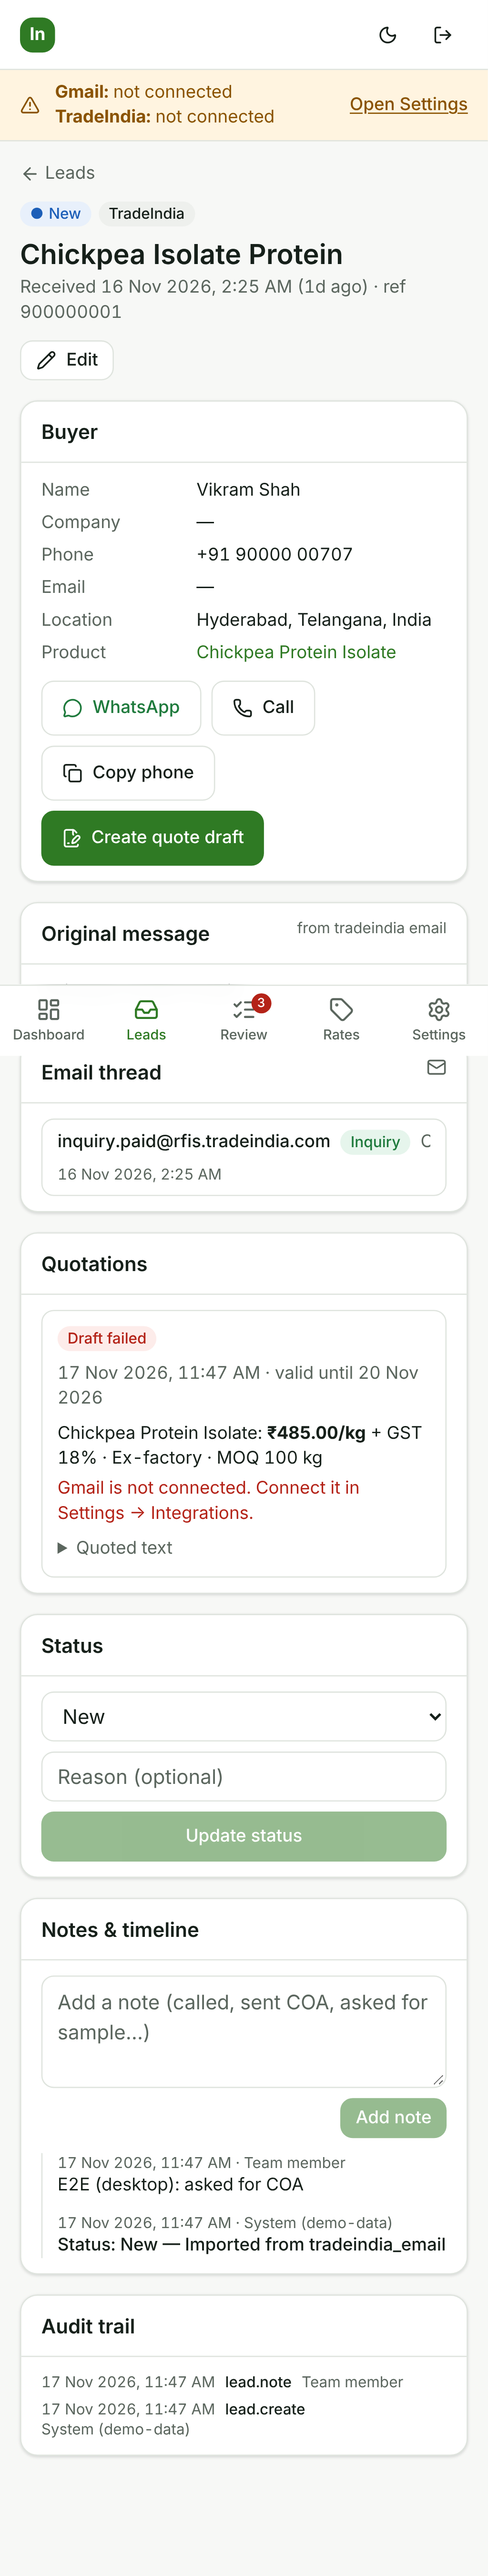 In
Gmail: not connected
TradeIndia: not connected
Open Settings
← Leads
New
TradeIndia
Chickpea Isolate Protein
Received 16 Nov 2026, 2:25 AM (1d ago) · ref
900000001
Edit
Buyer
Name Vikram Shah
Company —
Phone +91 90000 00707
Email —
Location Hyderabad, Telangana, India
Product Chickpea Protein Isolate
WhatsApp
Call
Copy phone
Create quote draft
Original message
from tradeindia email
3
Dashboard
Leads
Review
Rates
Settings
Email thread
inquiry.paid@rfis.tradeindia.com Inquiry C
16 Nov 2026, 2:25 AM
Quotations
Draft failed
17 Nov 2026, 11:47 AM · valid until 20 Nov
2026
Chickpea Protein Isolate: ₹485.00/kg + GST
18% · Ex-factory · MOQ 100 kg
Gmail is not connected. Connect it in
Settings → Integrations.
Quoted text
Status
New
Reason (optional)
Update status
Notes & timeline
Add a note (called, sent COA, asked for
sample…)
Add note
17 Nov 2026, 11:47 AM · Team member
E2E (desktop): asked for COA
17 Nov 2026, 11:47 AM · System (demo-data)
Status: New — Imported from tradeindia_email
Audit trail
17 Nov 2026, 11:47 AM lead.note Team member
17 Nov 2026, 11:47 AM lead.create
System (demo-data)